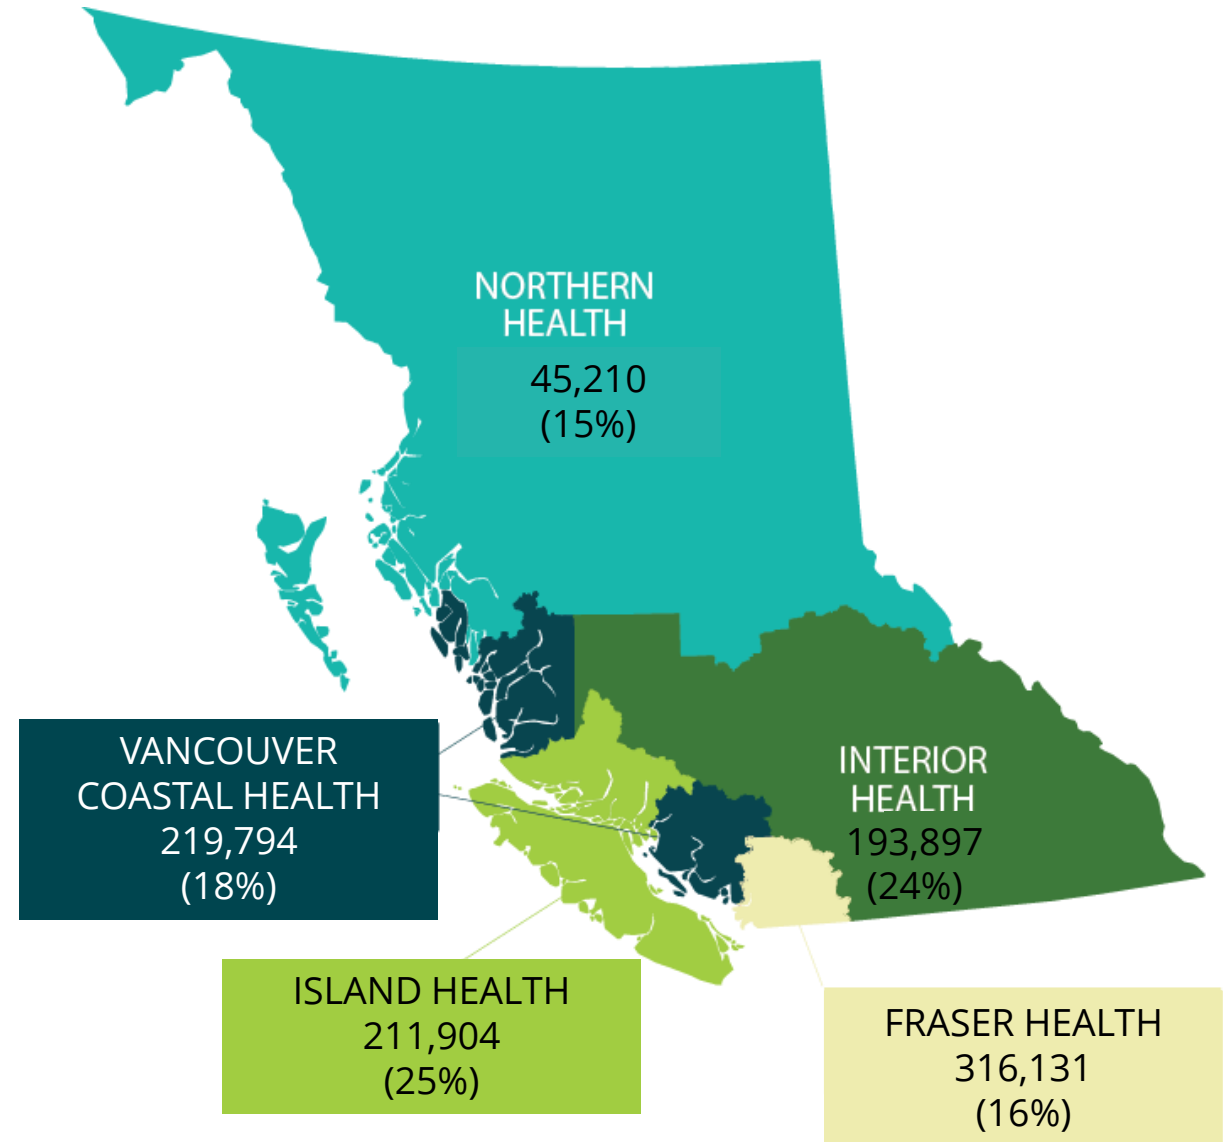 NORTHERN
HEALTH
45,210
(15%)
VANCOUVER
COASTAL HEALTH
219,794
(18%)
INTERIOR
HEALTH
193,897
(24%)
ISLAND HEALTH
211,904
(25%)
FRASER HEALTH
316,131
(16%)